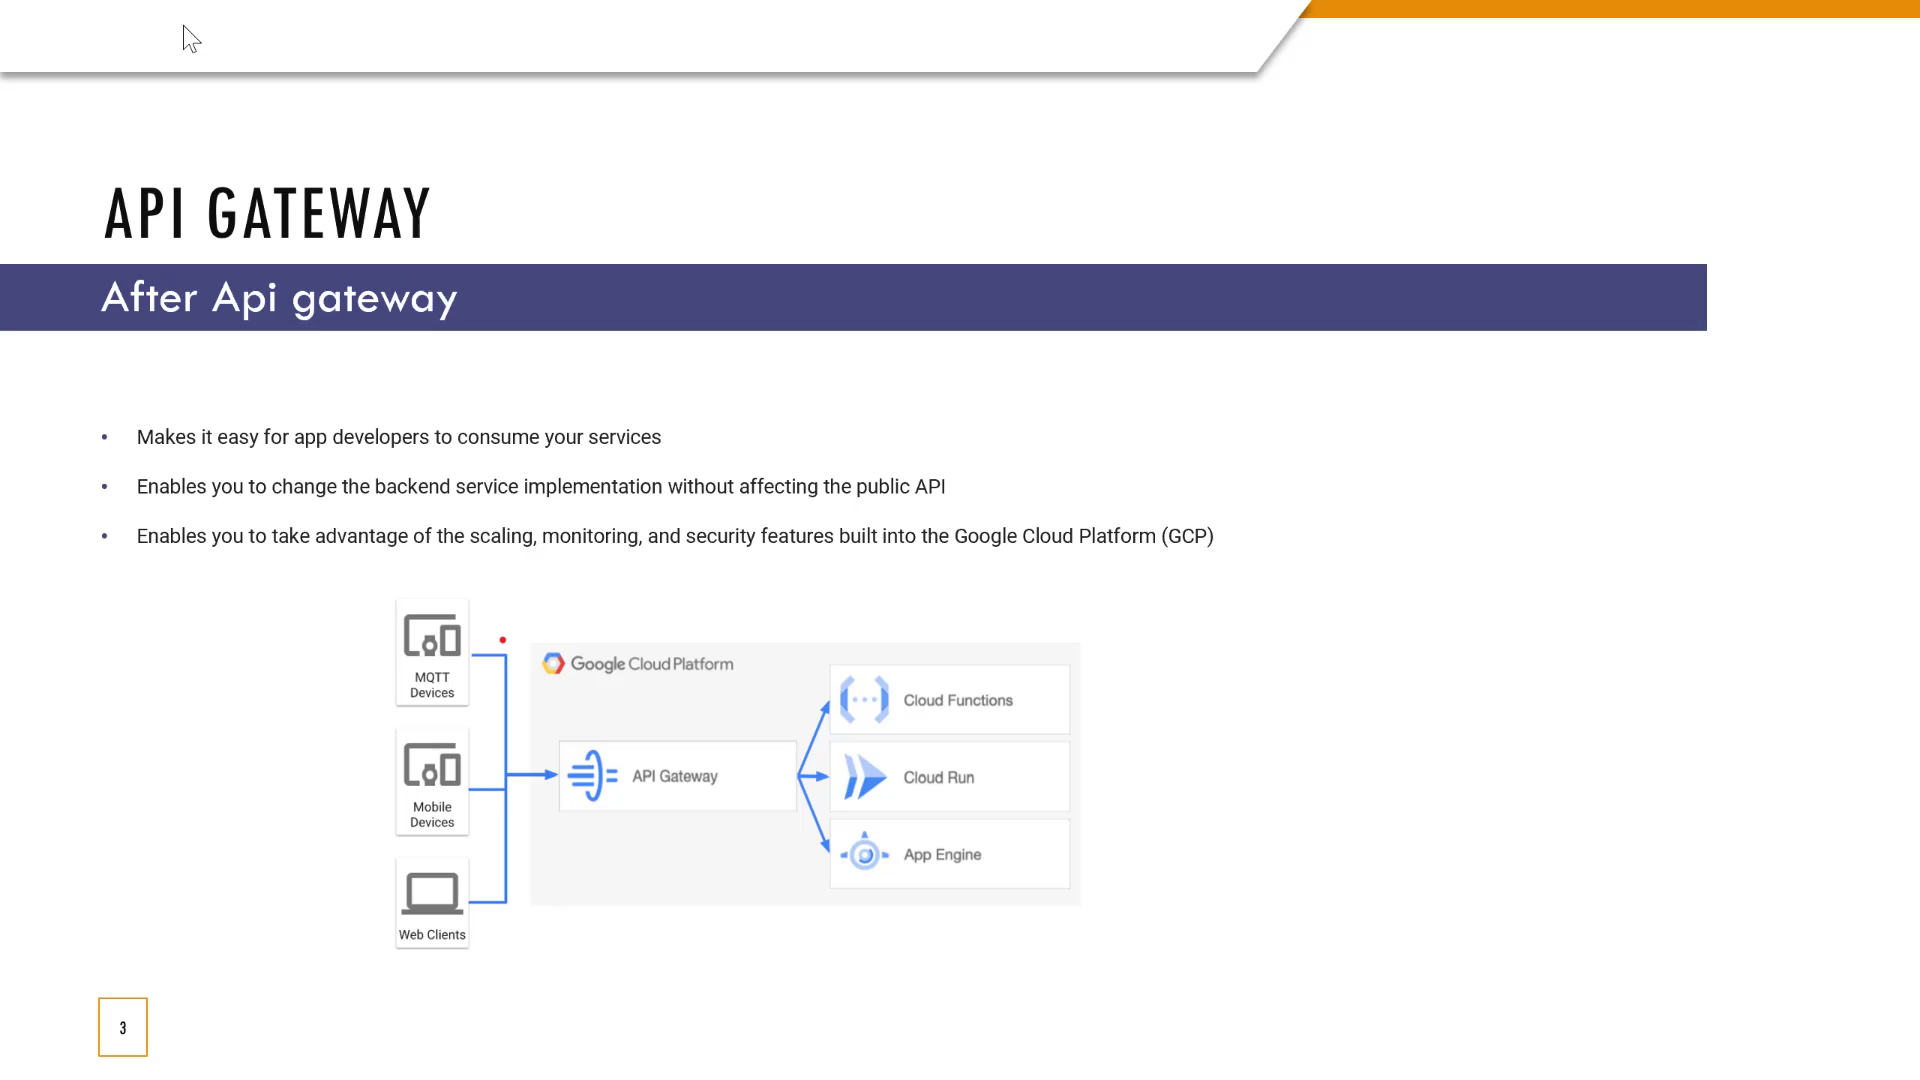 API GATEWAY
After Api gateway
• Makes it easy for app developers to consume your services
• Enables you to change the backend service implementation without affecting the public API
• Enables you to take advantage of the scaling, monitoring, and security features built into the Google Cloud Platform (GCP)
MQTT
Devices
Mobile
Devices
Web Clients
Google Cloud Platform
API Gateway
Cloud Functions
Cloud Run
App Engine
3